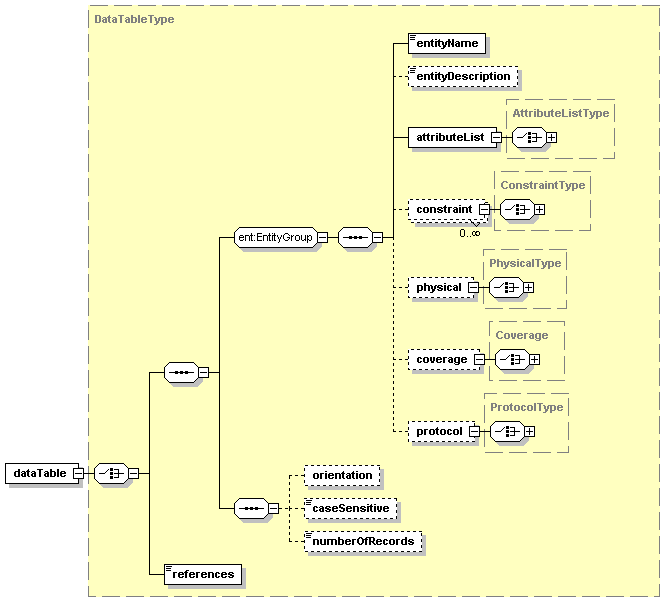 DataTableType
entityName
entityDescription
AttributeListType
attributeList
ConstraintType
constraint
0..∞
ent:EntityGroup
PhysicalType
physical
Coverage
coverage
ProtocolType
protocol
dataTable
orientation
caseSensitive
numberOfRecords
references